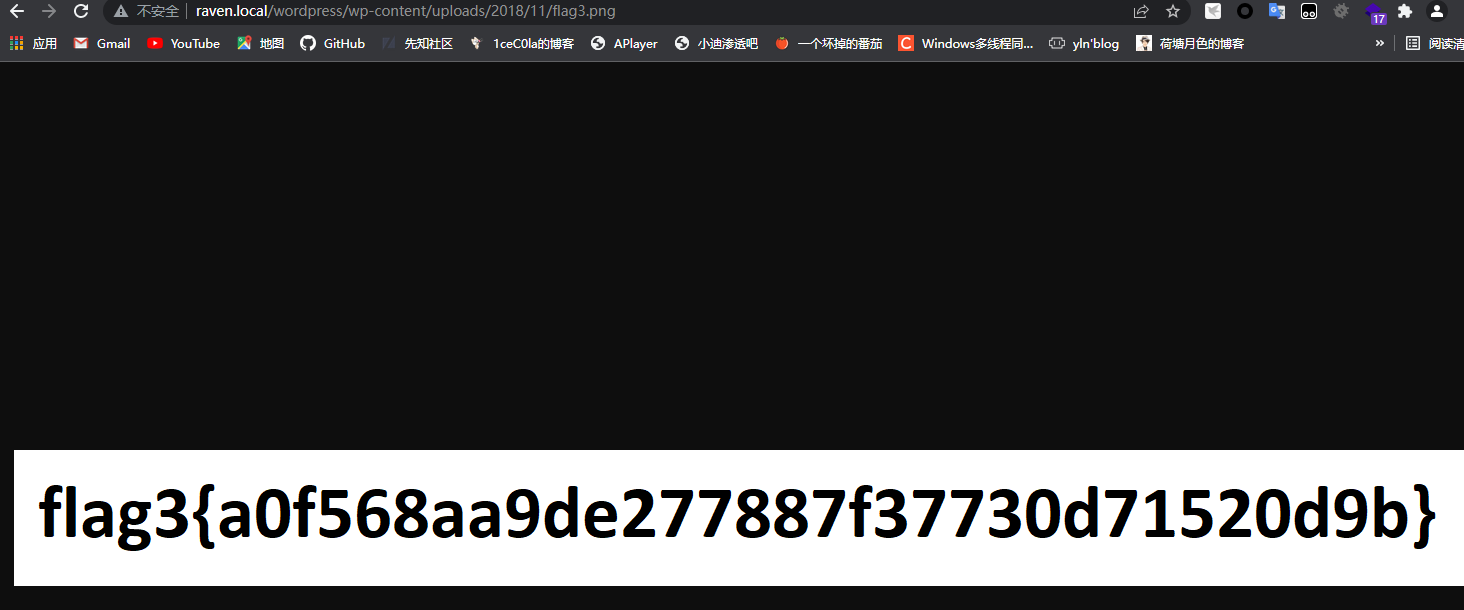 不安全 raven.local/wordpress/wp-content/uploads/2018/11/flag3.png 17
应用 Gmail YouTube 地图 GitHub 先知社区 1ceC0la的博客 APlayer 小迪渗透吧 一个坏掉的番茄 Windows多线程同... yln'blog 荷塘月色的博客 » 阅读清
flag3{a0f568aa9de277887f37730d71520d9b}